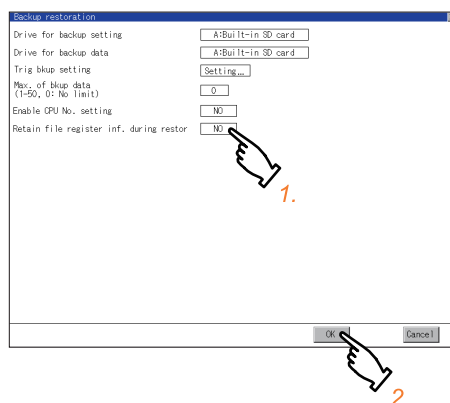 Backup restoration
Drive for backup setting A:Built-in SD card
Drive for backup data A:Built-in SD card
Trig bkup setting Setting...
Max. of bkup data
(1-50, 0: No limit) 0
Enable CPU No. setting NO
Retain file register inf. during restor NO
1.
OK Cancel
2